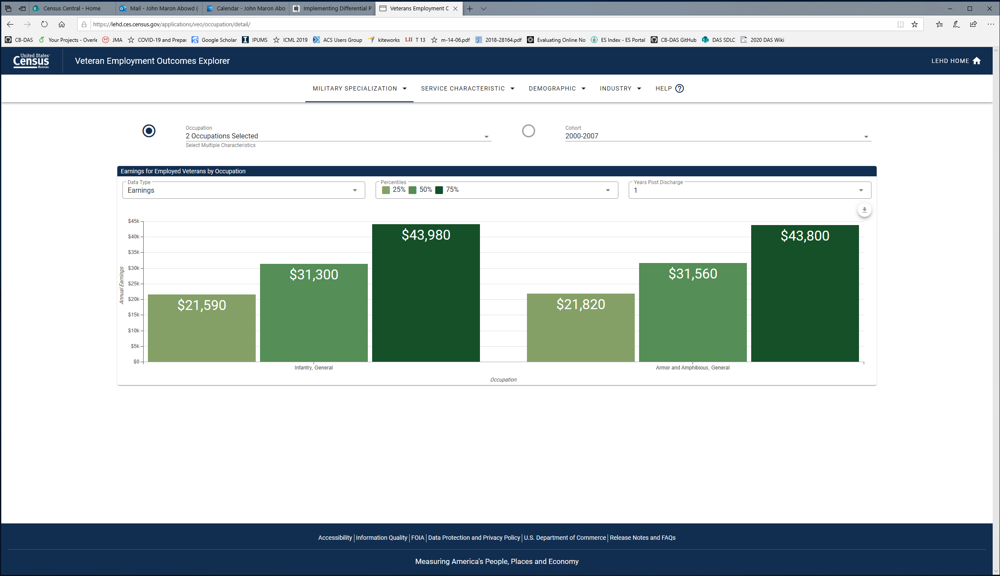 Census Central - Home
Mail - John Maron Abowd (
Calendar - John Maron Abo
Implementing Differential P
Veterans Employment C
https://lehd.ces.census.gov/applications/veo/occupation/detail/
CB-DAS
Your Projects - Overle
JMA
COVID-19 and Prepar
Google Scholar
IPUMS
ICML 2019
ACS Users Group
kiteworks
LII T 13
m-14-06.pdf
2018-28164.pdf
Evaluating Online No
ES Index - ES Portal
CB-DAS GitHub
DAS SDLC
2020 DAS Wiki
United States
Census
Bureau
Veteran Employment Outcomes Explorer
LEHD HOME
MILITARY SPECIALIZATION
SERVICE CHARACTERISTIC
DEMOGRAPHIC
INDUSTRY
HELP ?
Occupation
2 Occupations Selected
Select Multiple Characteristics
Cohort
2000-2007
Earnings for Employed Veterans by Occupation
Data Type
Earnings
Percentiles
25% 50% 75%
Years Post Discharge
1
$45k
$40k
$35k
$30k
$25k
$20k
$15k
$10k
$5k
$0
Annual Earnings
$21,590
$31,300
$43,980
$21,820
$31,560
$43,800
Infantry, General
Armor and Amphibious, General
Occupation
Accessibility | Information Quality | FOIA | Data Protection and Privacy Policy | U.S. Department of Commerce | Release Notes and FAQs
Measuring America's People, Places and Economy